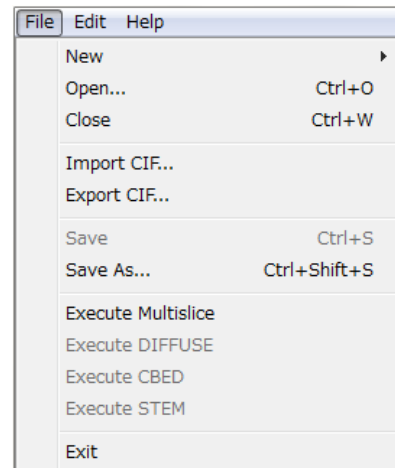 File Edit Help
New
Open... Ctrl+O
Close Ctrl+W
Import CIF...
Export CIF...
Save Ctrl+S
Save As... Ctrl+Shift+S
Execute Multislice
Execute DIFFUSE
Execute CBED
Execute STEM
Exit